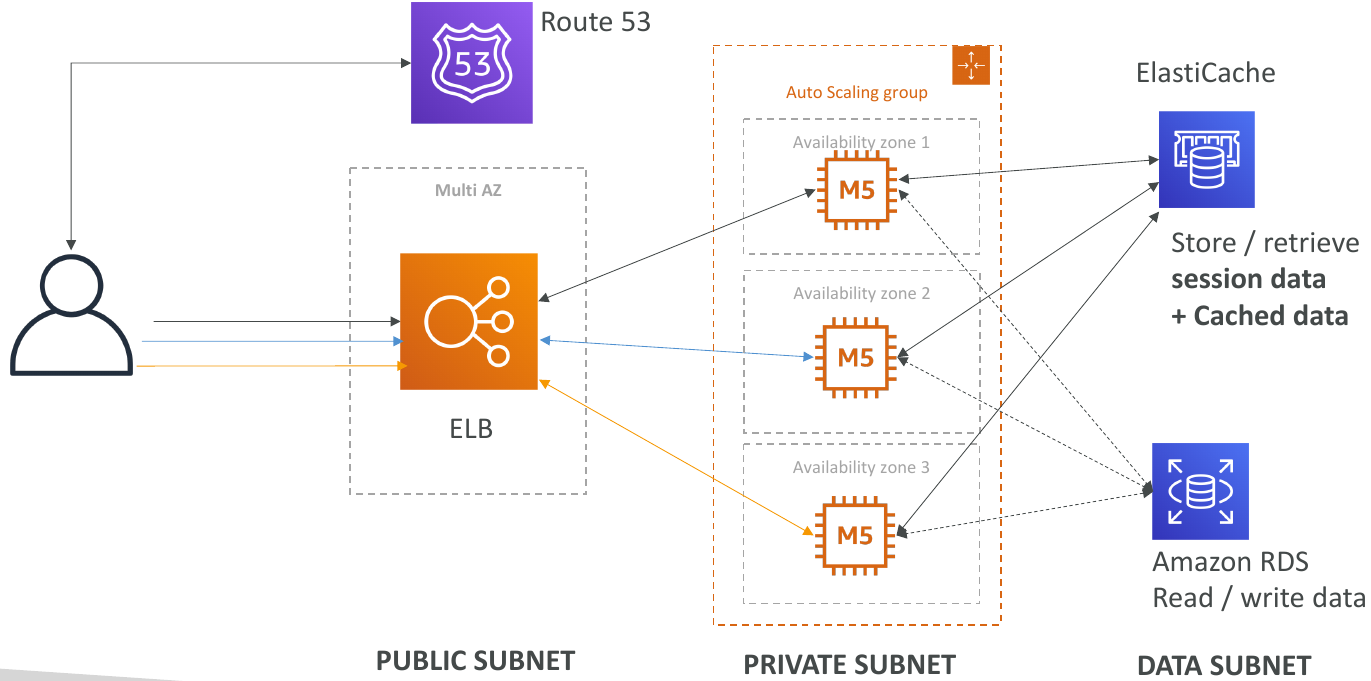 Route 53
53
ElastiCache
Auto Scaling group
Availability zone 1
Multi AZ
M5
Store / retrieve
session data
+ Cached data
Availability zone 2
M5
ELB
Availability zone 3
M5
Amazon RDS
Read / write data
PUBLIC SUBNET
PRIVATE SUBNET
DATA SUBNET